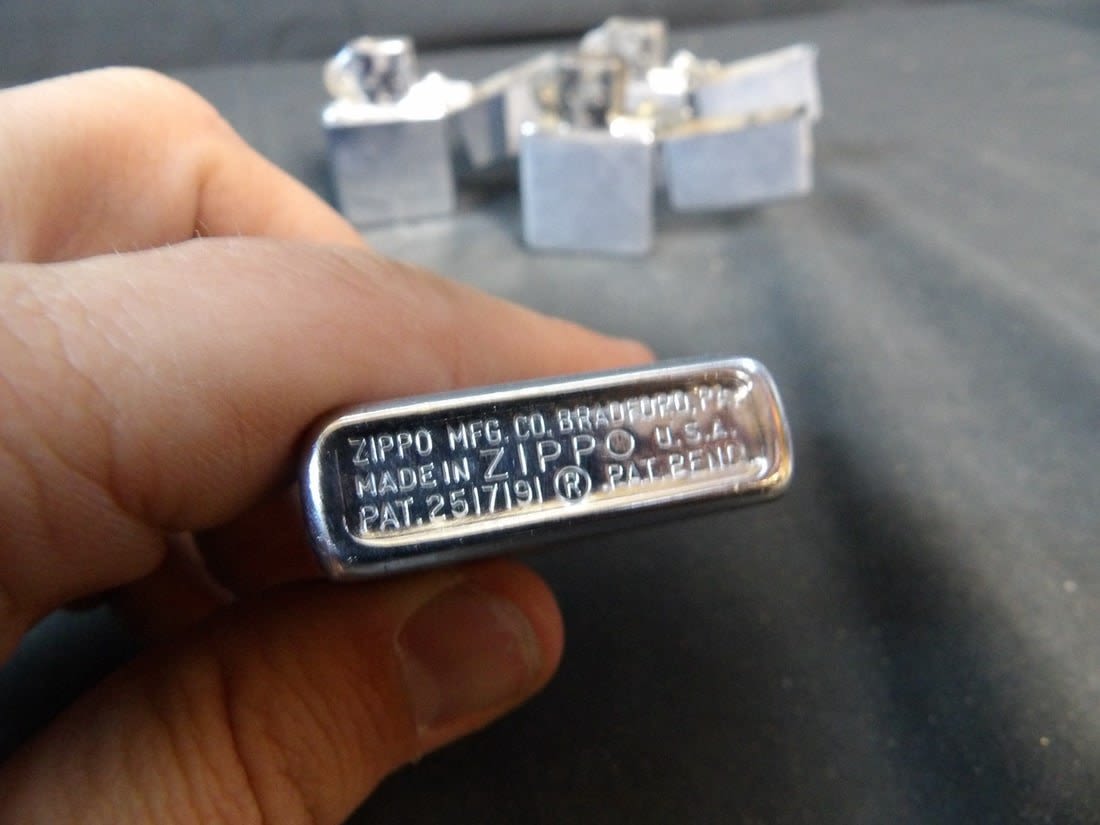 ZIPPO MFG. CO. BRADFORD, PA.
MADE IN ZIPPO U.S.A.
PAT. 2517191 ® PAT. PEND.